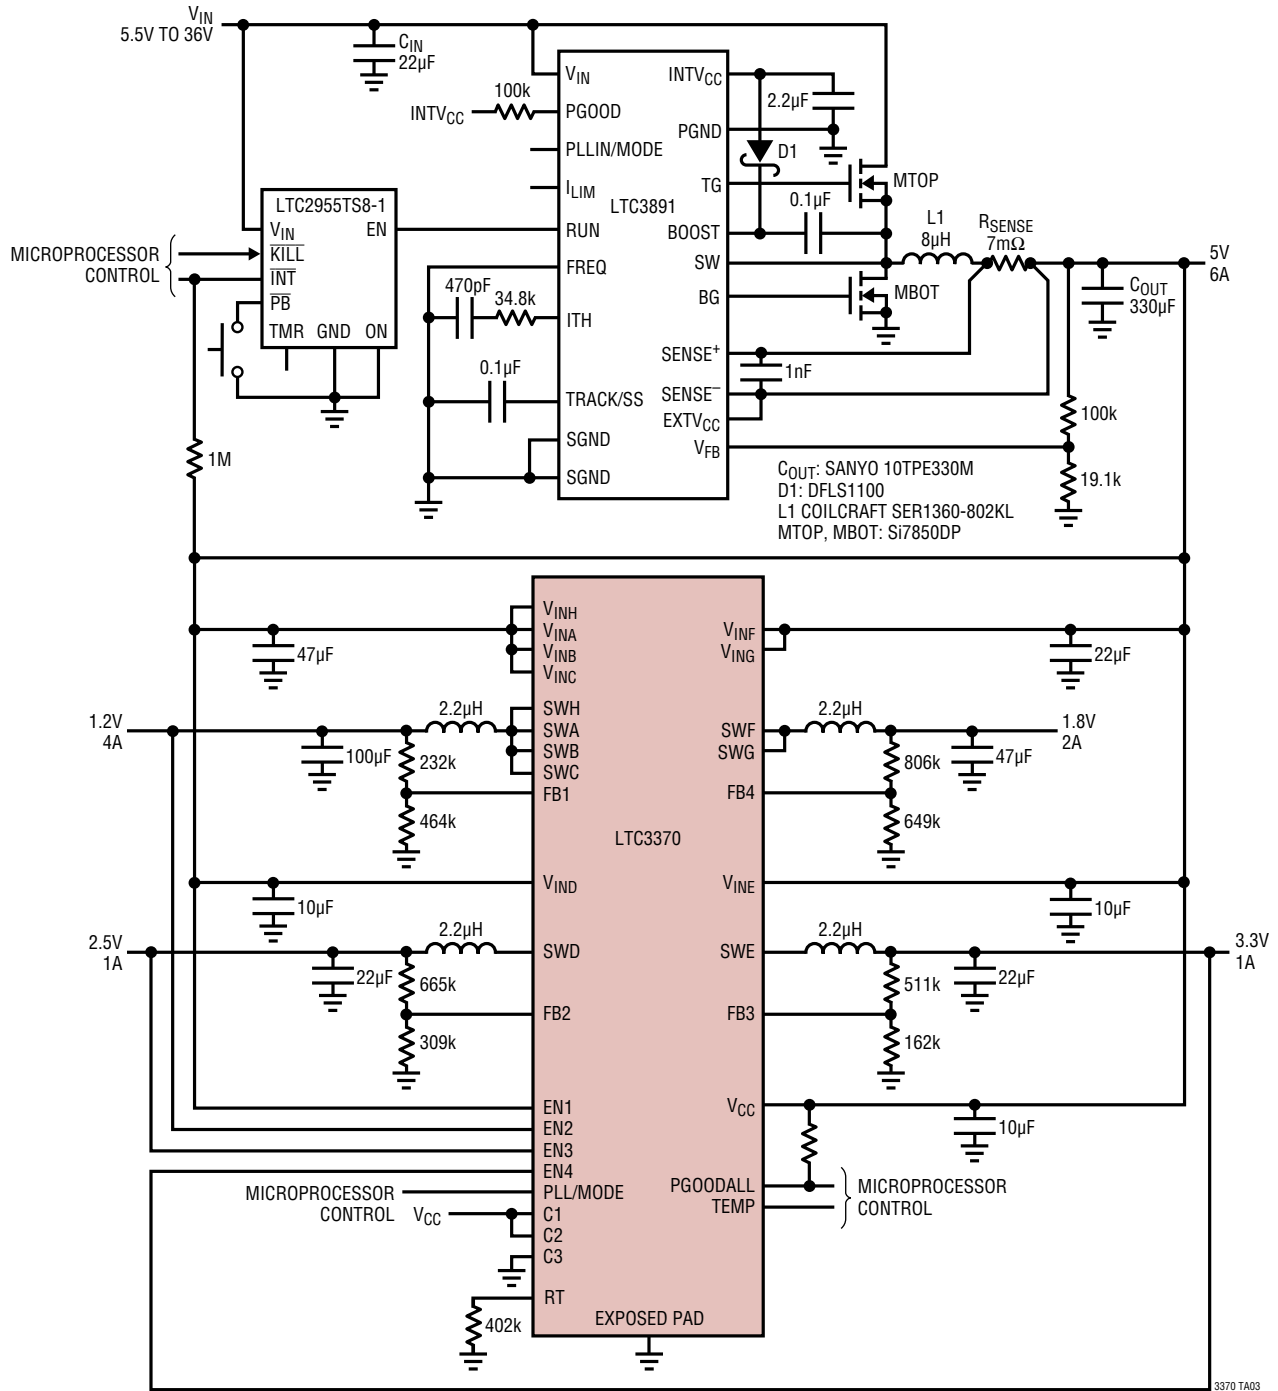 VIN
5.5V TO 36V
CIN
22µF
VIN
INTVCC
100k
INTVCC
PGOOD
2.2µF
PGND
PLLIN/MODE
D1
ILIM
TG
MTOP
LTC2955TS8-1
LTC3891
0.1µF
L1
8µH
RSENSE
7mΩ
VIN
EN
RUN
BOOST
MICROPROCESSOR
CONTROL
KILL
INT
PB
TMR
GND
ON
FREQ
SW
5V
6A
470pF
34.8k
ITH
BG
MBOT
COUT
330µF
0.1µF
TRACK/SS
SENSE+
1nF
SENSE–
EXTVCC
100k
SGND
VFB
1M
SGND
19.1k
COUT: SANYO 10TPE330M
D1: DFLS1100
L1 COILCRAFT SER1360-802KL
MTOP, MBOT: Si7850DP
VINH
VINA
VINB
VINC
VINF
VING
47µF
22µF
1.2V
4A
2.2µH
SWH
SWA
SWB
SWC
SWF
SWG
2.2µH
1.8V
2A
100µF
232k
806k
47µF
FB1
FB4
464k
LTC3370
649k
VIND
VINE
10µF
10µF
2.5V
1A
2.2µH
SWD
SWE
2.2µH
3.3V
1A
22µF
665k
511k
22µF
FB2
FB3
309k
162k
EN1
EN2
EN3
EN4
VCC
10µF
MICROPROCESSOR
CONTROL
PLL/MODE
PGOODALL
TEMP
MICROPROCESSOR
CONTROL
VCC
C1
C2
C3
RT
402k
EXPOSED PAD
3370 TA03